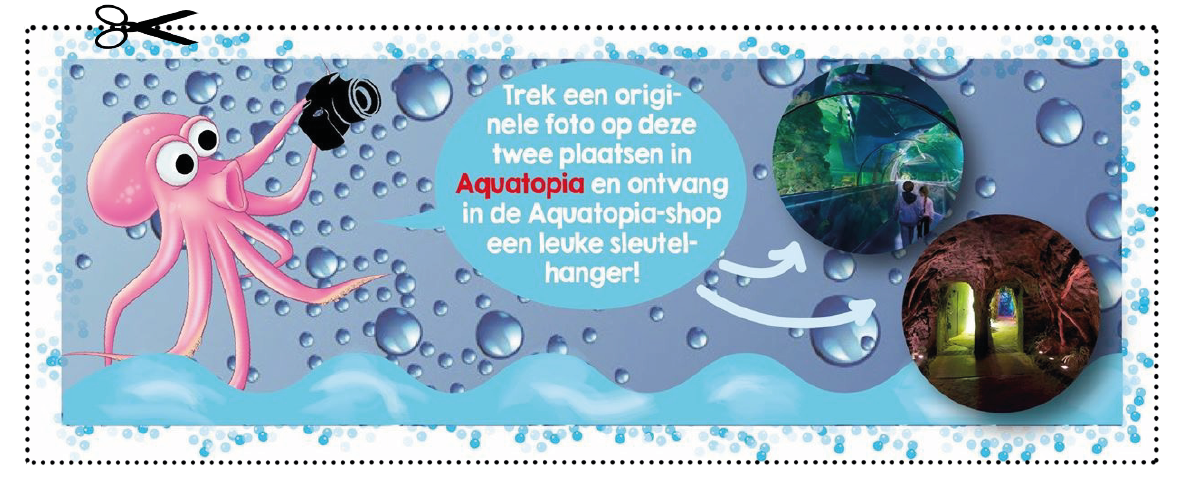 Trek een origi-
nele foto op deze
twee plaatsen in
Aquatopia en ontvang
in de Aquatopia-shop
een leuke sleutel-
hanger!